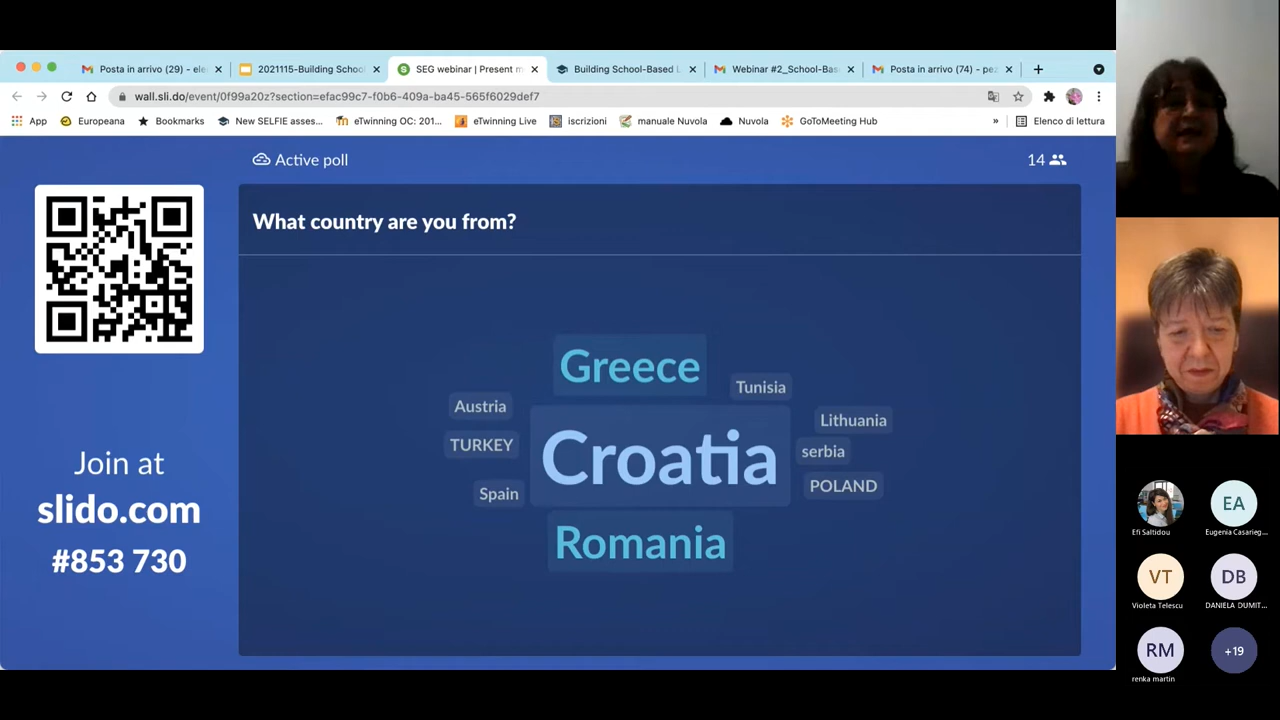 Posta in arrivo (29) – ele
2021115-Building School
SEG webinar | Present m
Building School-Based L
Webinar #2_School-Bas
Posta in arrivo (74) – pez
wall.sli.do/event/0f99a20z?section=efac99c7-f0b6-409a-ba45-565f6029def7
App
Europeana
Bookmarks
New SELFIE asses...
eTwinning OC: 201...
eTwinning Live
iscrizioni
manuale Nuvola
Nuvola
GoToMeeting Hub
»
Elenco di lettura
Active poll
14
What country are you from?
Greece
Tunisia
Austria
Lithuania
TURKEY
Croatia
serbia
Spain
POLAND
Romania
Join at
slido.com
#853 730
Efi Saltidou
EA
Eugenia Casarieg...
VT
Violeta Telescu
DB
DANIELA DUMIT...
RM
renka martin
+19